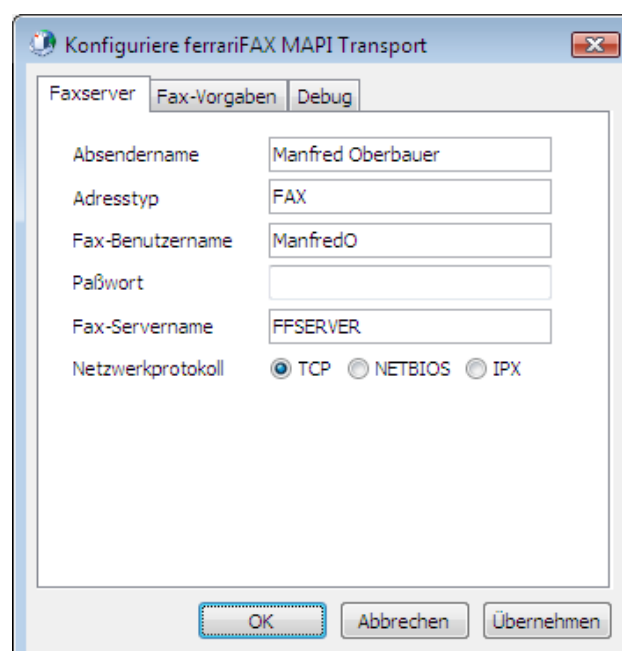 Konfiguriere ferrariFAX MAPI Transport
Faxserver Fax-Vorgaben Debug
Absendername Manfred Oberbauer
Adresstyp FAX
Fax-Benutzername ManfredO
Paßwort
Fax-Servername FFSERVER
Netzwerkprotokoll TCP NETBIOS IPX
OK Abbrechen Übernehmen